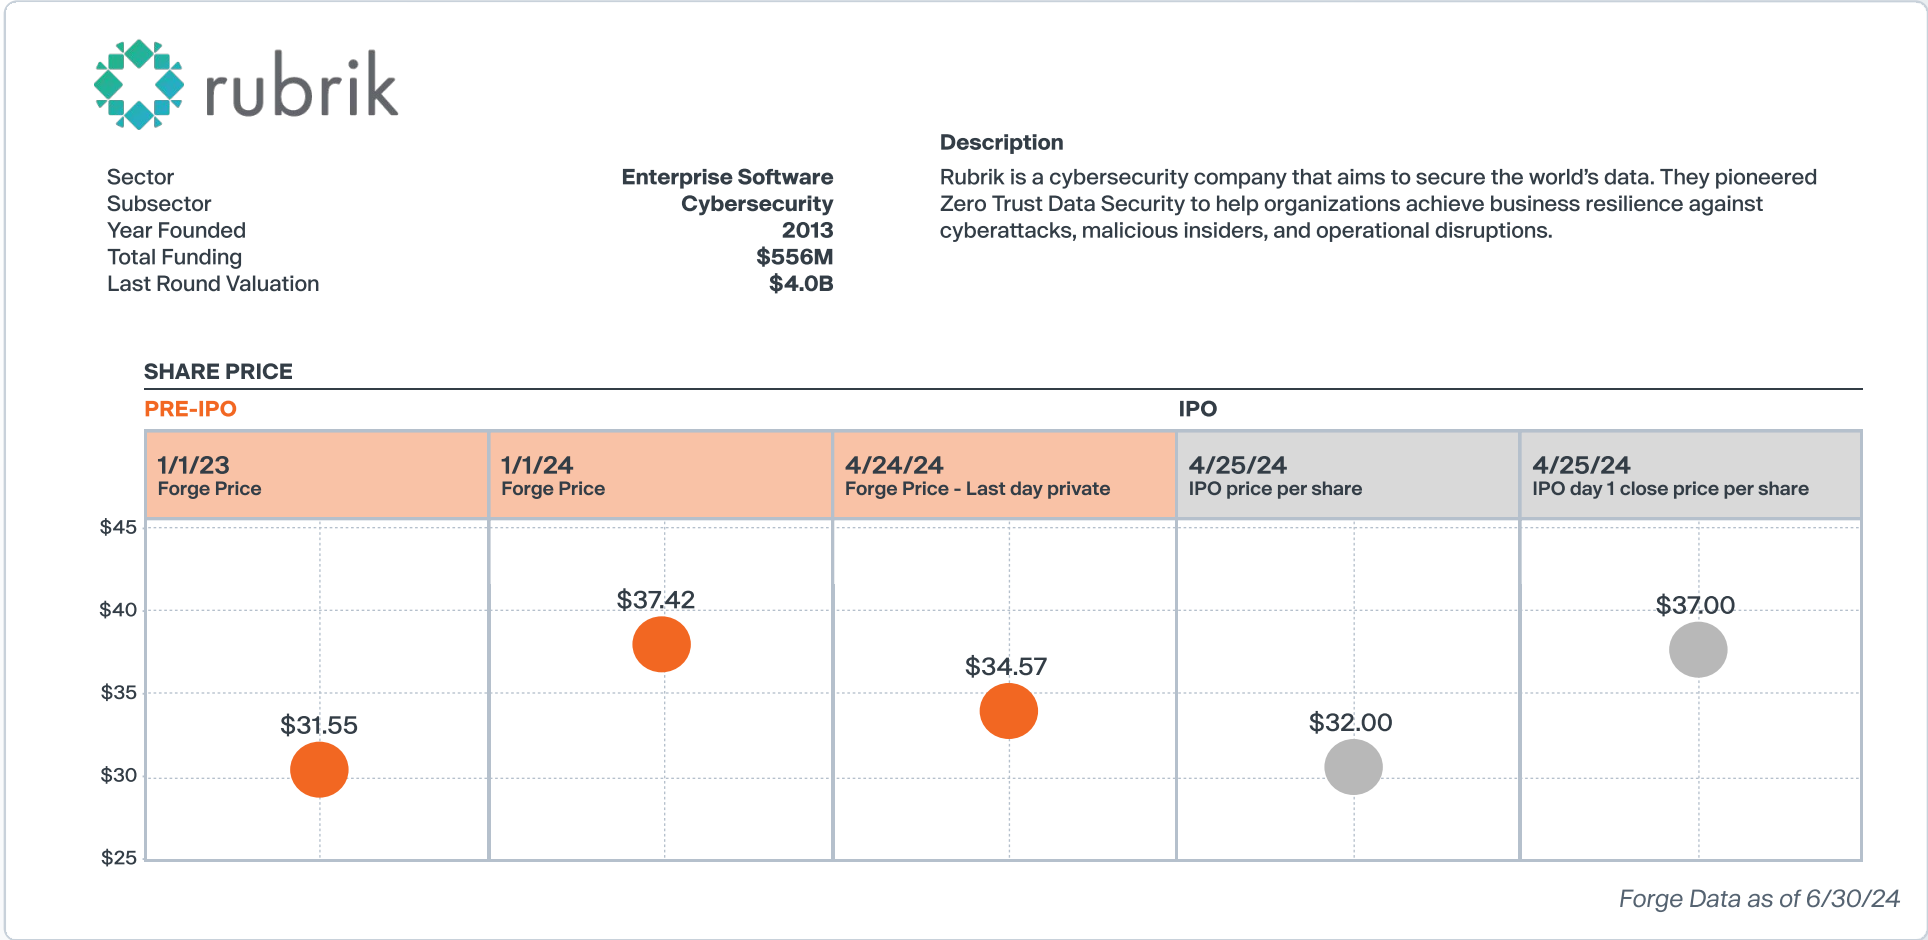 rubrik
Sector Enterprise Software
Subsector Cybersecurity
Year Founded 2013
Total Funding $556M
Last Round Valuation $4.0B
Description
Rubrik is a cybersecurity company that aims to secure the world’s data. They pioneered
Zero Trust Data Security to help organizations achieve business resilience against
cyberattacks, malicious insiders, and operational disruptions.
SHARE PRICE
PRE-IPO IPO
1/1/23 1/1/24 4/24/24 4/25/24 4/25/24
Forge Price Forge Price Forge Price - Last day private IPO price per share IPO day 1 close price per share
$45
$40
$35
$30
$25
$31.55
$37.42
$34.57
$32.00
$37.00
Forge Data as of 6/30/24